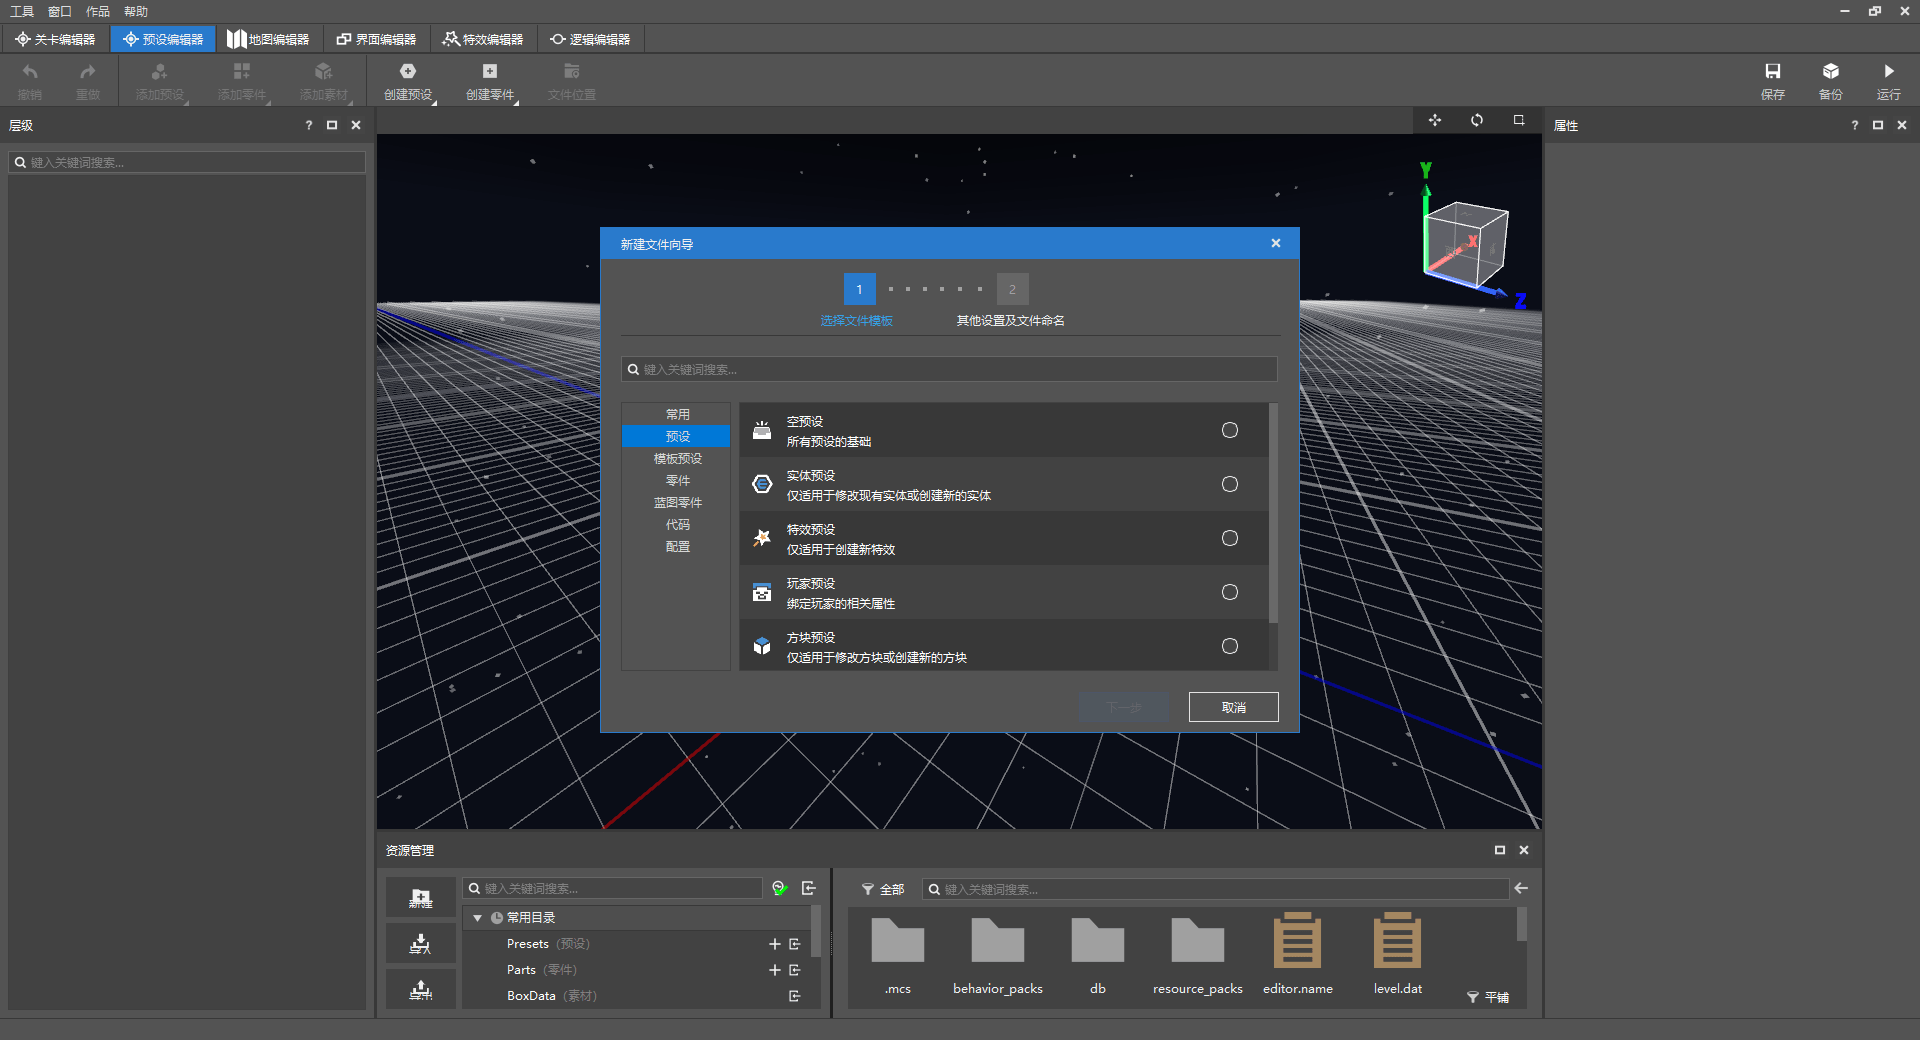 工具 窗口 作品 帮助
关卡编辑器 预设编辑器 地图编辑器 界面编辑器 特效编辑器 逻辑编辑器
撤销 重做 添加预设 添加零件 添加素材 创建预设 创建零件 文件位置 保存 备份 运行
层级 ?
键入关键词搜索...
属性 ?
Y
X
Z
新建文件向导
1 2
选择文件模板 其他设置及文件命名
键入关键词搜索...
常用
预设
模板预设
零件
蓝图零件
代码
配置
空预设
所有预设的基础
实体预设
仅适用于修改现有实体或创建新的实体
特效预设
仅适用于创建新特效
玩家预设
绑定玩家的相关属性
方块预设
仅适用于修改方块或创建新的方块
下一步 取消
资源管理
新建
导入
导出
键入关键词搜索...
常用目录
Presets (预设)
Parts (零件)
BoxData (素材)
全部 键入关键词搜索...
.mcs behavior_packs db resource_packs editor.name level.dat
平铺